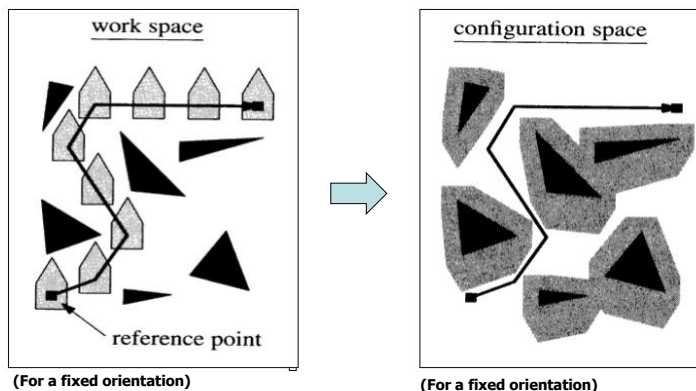 work space
configuration space
reference point
(For a fixed orientation)
(For a fixed orientation)